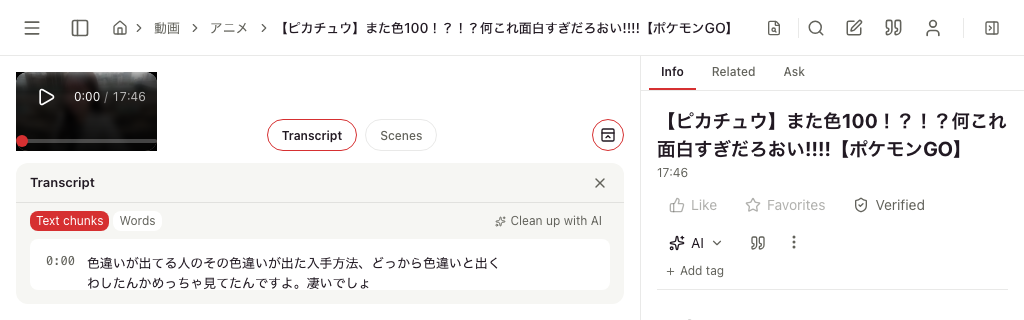 動画 アニメ 【ピカチュウ】また色100！？！？何これ面白すぎだろおい!!!!【ポケモンGO】
0:00 / 17:46
Transcript Scenes
Transcript
Text chunks Words Clean up with AI
0:00 色違いが出てる人のその色違いが出た入手方法、どっから色違いと出く
わしたんかめっちゃ見てたんですよ。凄いでしょ
Info Related Ask
【ピカチュウ】また色100！？！？何これ
面白すぎだろおい!!!!【ポケモンGO】
17:46
Like Favorites Verified
AI
+ Add tag